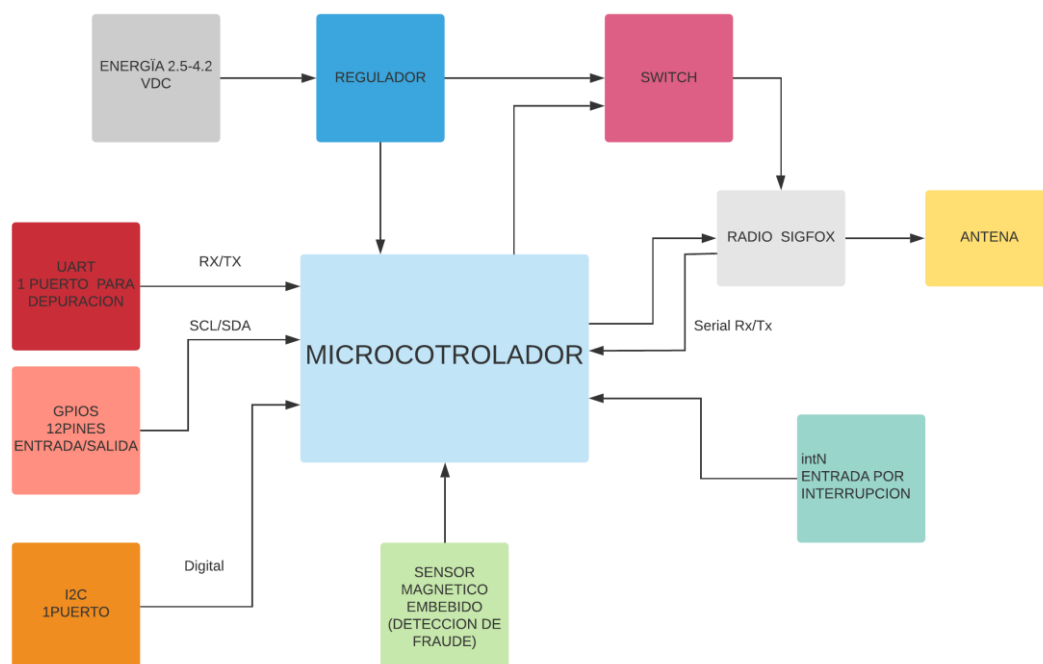 ENERGÏA 2.5-4.2
VDC
REGULADOR
SWITCH
RADIO SIGFOX
ANTENA
UART
1 PUERTO PARA
DEPURACION
RX/TX
SCL/SDA
MICROCOTROLADOR
Serial Rx/Tx
GPIOS
12PINES
ENTRADA/SALIDA
intN
ENTRADA POR
INTERRUPCION
Digital
I2C
1PUERTO
SENSOR
MAGNETICO
EMBEBIDO
(DETECCION DE
FRAUDE)